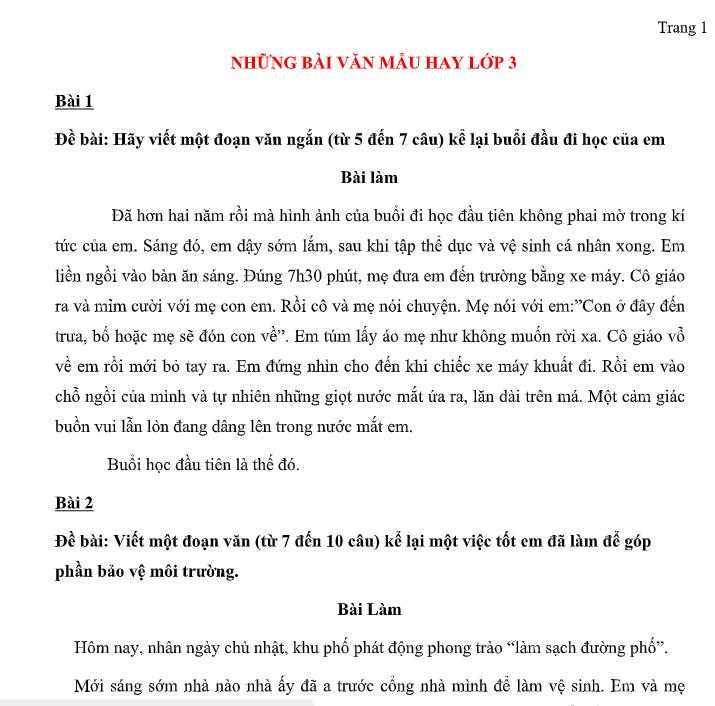 Trang 1
NHỮNG BÀI VĂN MẪU HAY LỚP 3
Bài 1
Đề bài: Hãy viết một đoạn văn ngắn (từ 5 đến 7 câu) kể lại buổi đầu đi học của em
Bài làm
Đã hơn hai năm rồi mà hình ảnh của buổi đi học đầu tiên không phai mờ trong kí
tức của em. Sáng đó, em dậy sớm lắm, sau khi tập thể dục và vệ sinh cá nhân xong. Em
liền ngồi vào bàn ăn sáng. Đúng 7h30 phút, mẹ đưa em đến trường bằng xe máy. Cô giáo
ra và mỉm cười với mẹ con em. Rồi cô và mẹ nói chuyện. Mẹ nói với em:”Con ở đây đến
trưa, bố hoặc mẹ sẽ đón con về”. Em túm lấy áo mẹ như không muốn rời xa. Cô giáo vỗ
về em rồi mới bỏ tay ra. Em đứng nhìn cho đến khi chiếc xe máy khuất đi. Rồi em vào
chỗ ngồi của mình và tự nhiên những giọt nước mắt ứa ra, lăn dài trên má. Một cảm giác
buồn vui lẫn lòn đang dâng lên trong nước mắt em.
Buổi học đầu tiên là thế đó.
Bài 2
Đề bài: Viết một đoạn văn (từ 7 đến 10 câu) kể lại một việc tốt em đã làm để góp
phần bảo vệ môi trường.
Bài Làm
Hôm nay, nhân ngày chủ nhật, khu phố phát động phong trào “làm sạch đường phố”.
Mới sáng sớm nhà nào nhà ấy đã a trước cổng nhà mình để làm vệ sinh. Em và mẹ